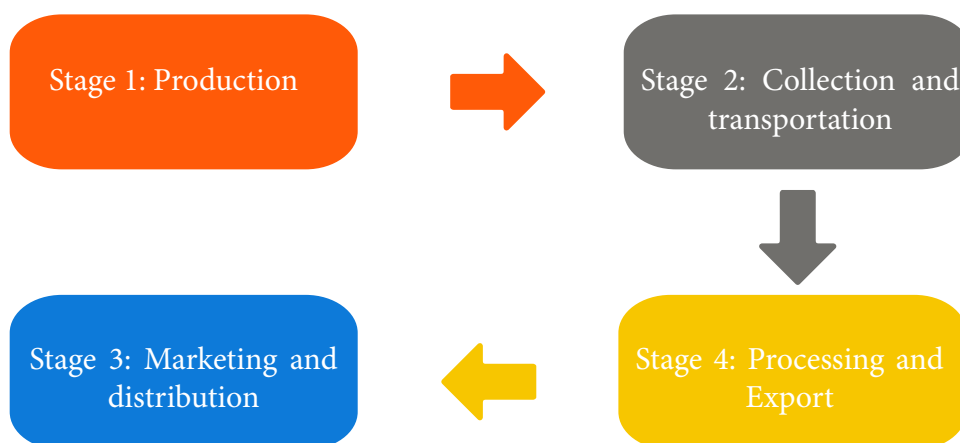 Stage 1: Production
Stage 2: Collection and
transportation
Stage 3: Marketing and
distribution
Stage 4: Processing and
Export